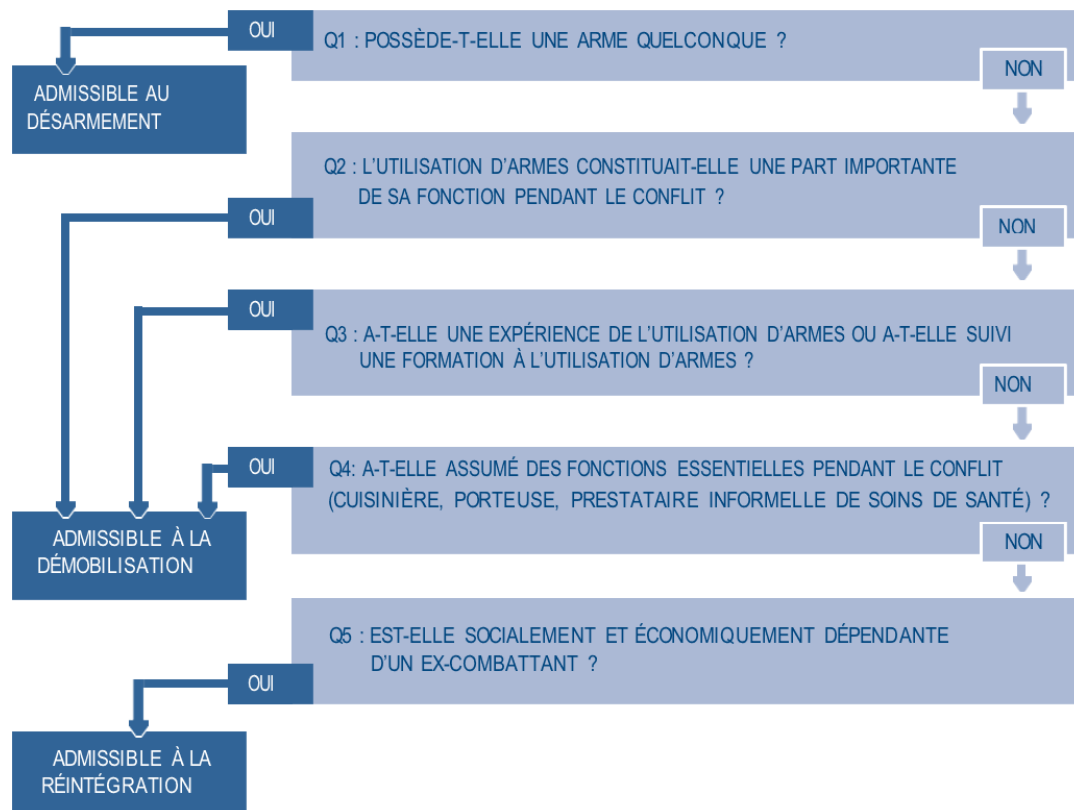 OUI
Q1 : POSSÈDE-T-ELLE UNE ARME QUELCONQUE ?
NON
ADMISSIBLE AU
DÉSARMEMENT
Q2 : L'UTILISATION D'ARMES CONSTITUAIT-ELLE UNE PART IMPORTANTE
DE SA FONCTION PENDANT LE CONFLIT ?
OUI
NON
OUI
Q3 : A-T-ELLE UNE EXPÉRIENCE DE L'UTILISATION D'ARMES OU A-T-ELLE SUIVI
UNE FORMATION À L'UTILISATION D'ARMES ?
NON
OUI
Q4: A-T-ELLE ASSUMÉ DES FONCTIONS ESSENTIELLES PENDANT LE CONFLIT
(CUISINIÈRE, PORTEUSE, PRESTATAIRE INFORMELLE DE SOINS DE SANTÉ) ?
NON
ADMISSIBLE À LA
DÉMOBILISATION
Q5 : EST-ELLE SOCIALEMENT ET ÉCONOMIQUEMENT DÉPENDANTE
D'UN EX-COMBATTANT ?
OUI
ADMISSIBLE À LA
RÉINTÉGRATION